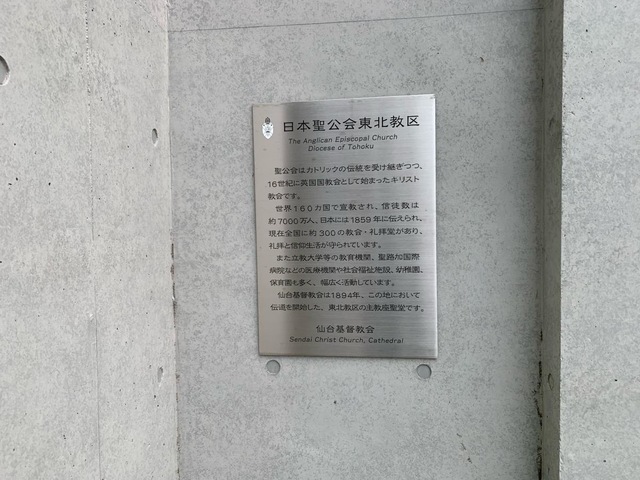 日本聖公会東北教区
The Anglican Episcopal Church
Diocese of Tohoku
聖公会はカトリックの伝統を受け継ぎつつ、
16世紀に英国国教会として始まったキリスト
教会です。
世界160カ国で宣教され、信徒数は
約7000万人、日本には1859年に伝えられ、
現在全国に約300の教会・礼拝堂があり、
礼拝と信仰生活が守られています。
また立教大学等の教育機関、聖路加国際
病院などの医療機関や社会福祉施設、幼稚園、
保育園も多く、幅広く活動しています。
仙台基督教会は1894年、この地において
伝道を開始した、東北教区の主教座聖堂です。
仙台基督教会
Sendai Christ Church, Cathedral